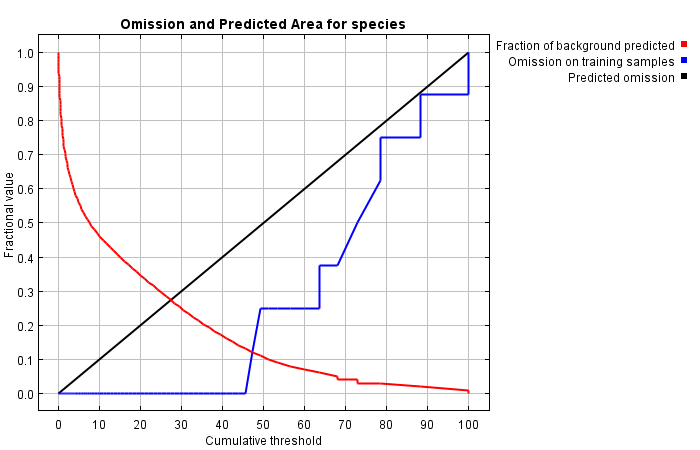 Omission and Predicted Area for species
Fraction of background predicted
Omission on training samples
Predicted omission
Fractional value
1.0
0.9
0.8
0.7
0.6
0.5
0.4
0.3
0.2
0.1
0.0
0 10 20 30 40 50 60 70 80 90 100
Cumulative threshold